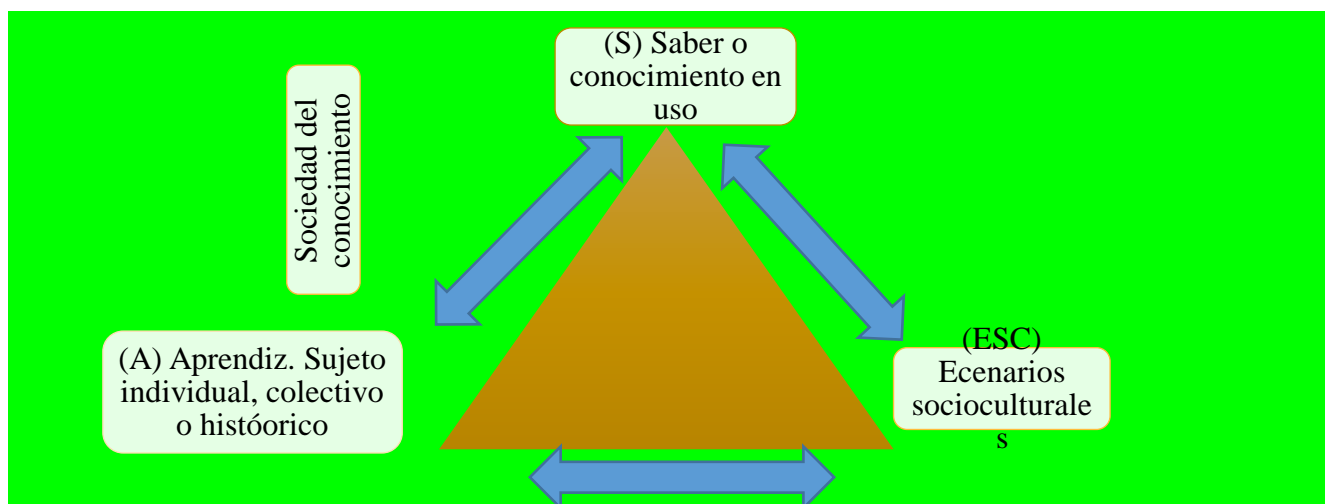 (S) Saber o
conocimiento en
uso
Sociedad del
conocimiento
(A) Aprendiz. Sujeto
individual, colectivo
o históorico
(ESC)
Ecenarios
socioculturale
s